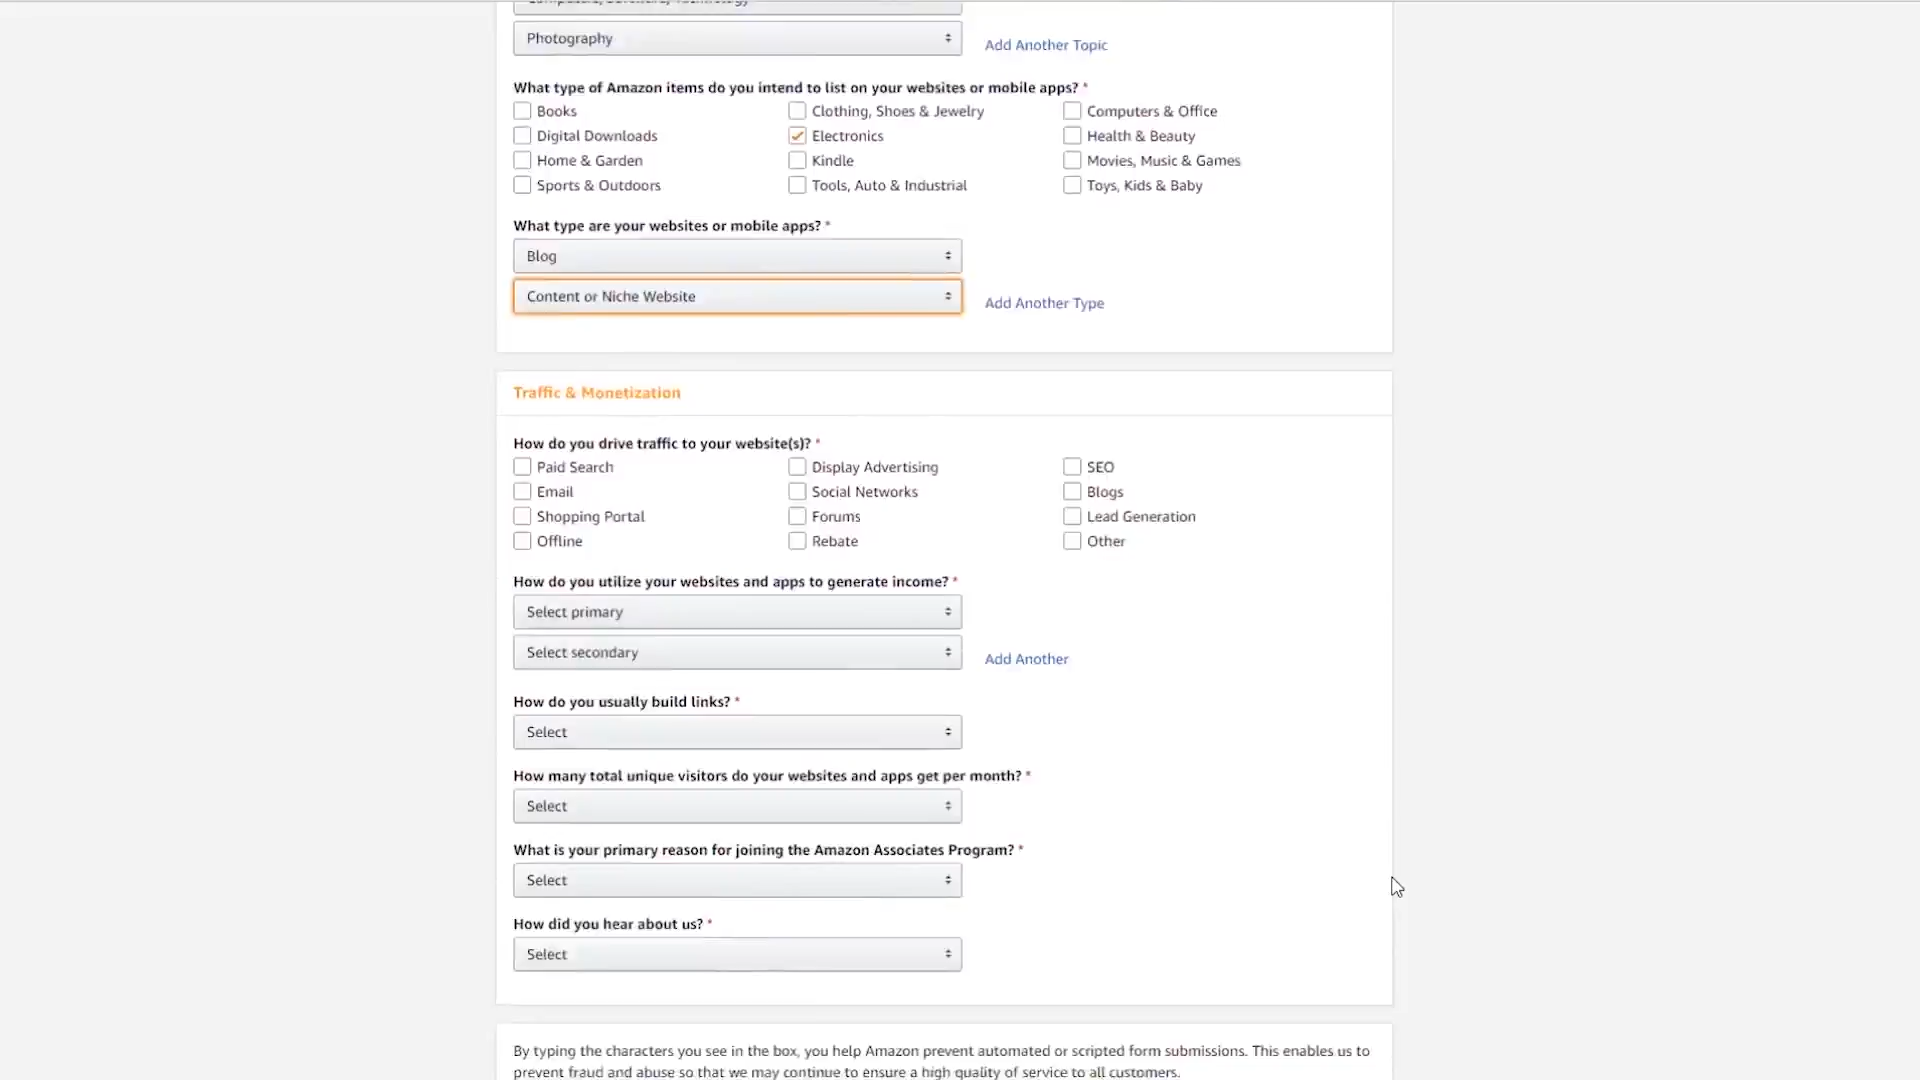 Photography
Add Another Topic
What type of Amazon items do you intend to list on your websites or mobile apps? *
Books
Clothing, Shoes & Jewelry
Computers & Office
Digital Downloads
Electronics
Health & Beauty
Home & Garden
Kindle
Movies, Music & Games
Sports & Outdoors
Tools, Auto & Industrial
Toys, Kids & Baby
What type are your websites or mobile apps? *
Blog
Content or Niche Website
Add Another Type
Traffic & Monetization
How do you drive traffic to your website(s)? *
Paid Search
Display Advertising
SEO
Email
Social Networks
Blogs
Shopping Portal
Forums
Lead Generation
Offline
Rebate
Other
How do you utilize your websites and apps to generate income? *
Select primary
Select secondary
Add Another
How do you usually build links? *
Select
How many total unique visitors do your websites and apps get per month? *
Select
What is your primary reason for joining the Amazon Associates Program? *
Select
How did you hear about us? *
Select
By typing the characters you see in the box, you help Amazon prevent automated or scripted form submissions. This enables us to
prevent fraud and abuse so that we may continue to ensure a high quality of service to all customers.